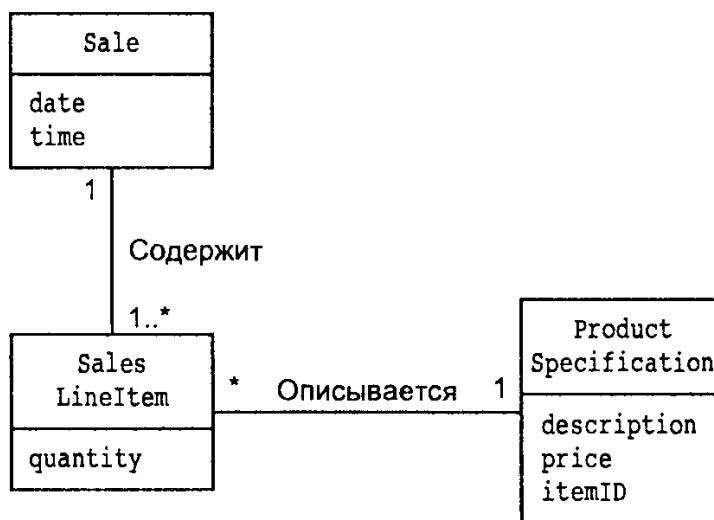 Sale
date
time
1
Содержит
1..*
Sales
LineItem
quantity
* Описывается 1
Product
Specification
description
price
itemID